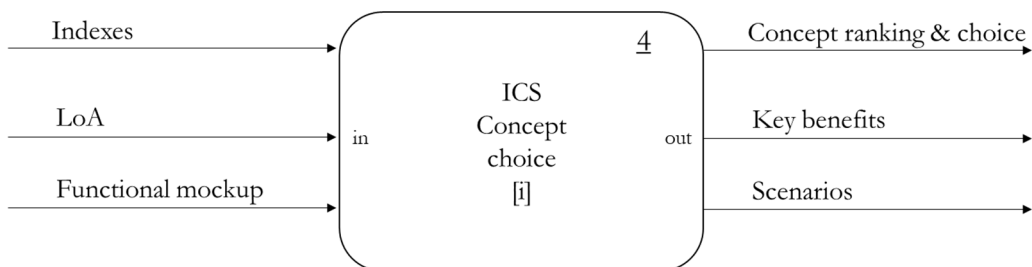 Indexes
LoA
Functional mockup
in
4
ICS
Concept
choice
[i]
out
Concept ranking & choice
Key benefits
Scenarios